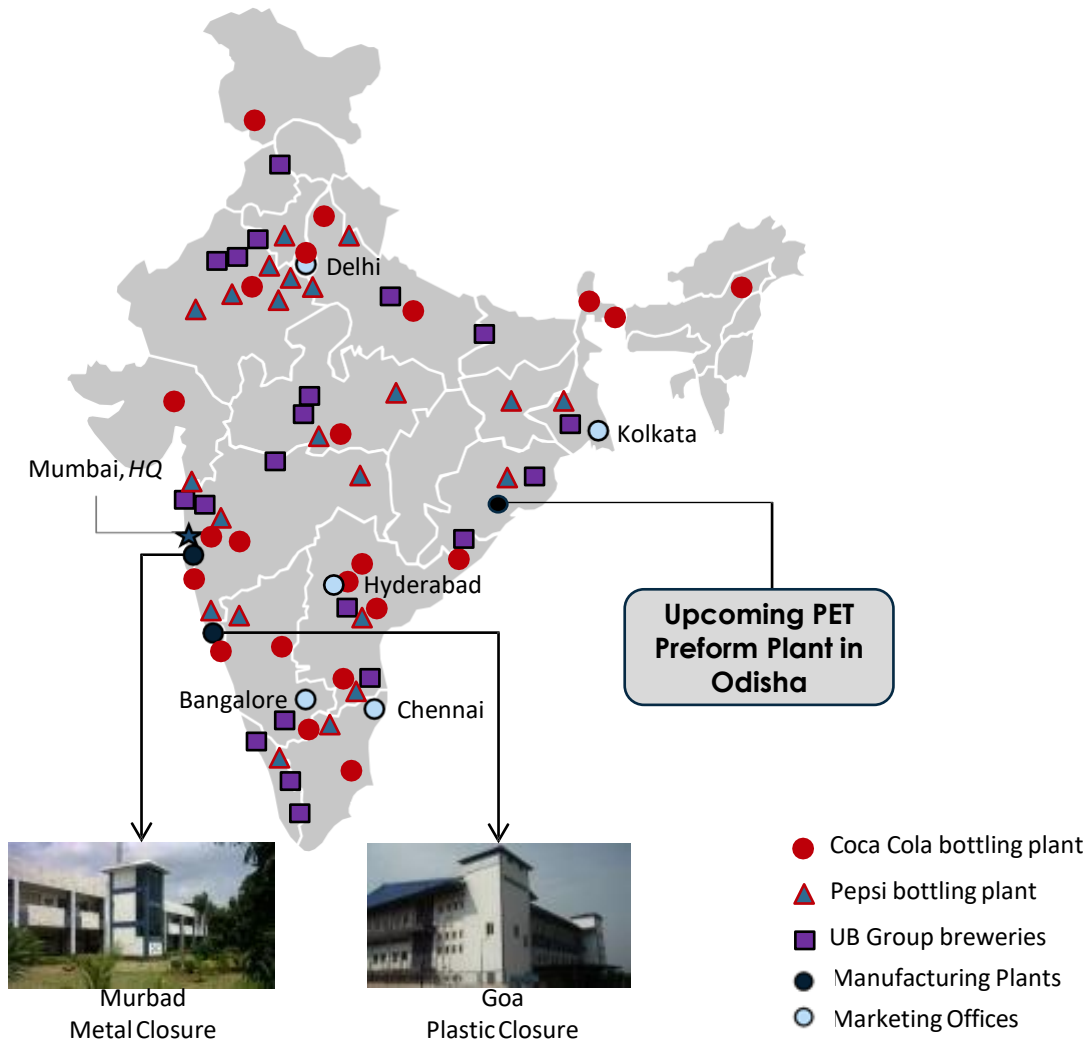 Delhi
Kolkata
Mumbai, HQ
Hyderabad
Upcoming PET
Preform Plant in
Odisha
Bangalore
Chennai
Coca Cola bottling plant
Pepsi bottling plant
UB Group breweries
Manufacturing Plants
Marketing Offices
Murbad
Metal Closure
Goa
Plastic Closure